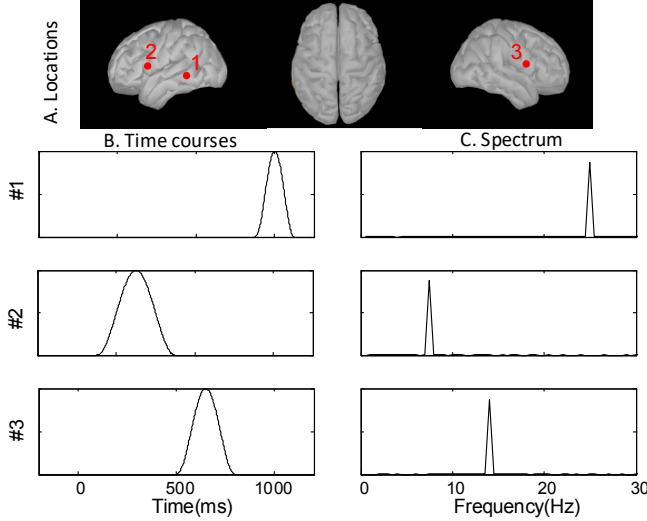 A. Locations
2
1
3
B. Time courses
C. Spectrum
#1
#2
#3
0 500 1000
Time(ms)
0 10 20 30
Frequency(Hz)